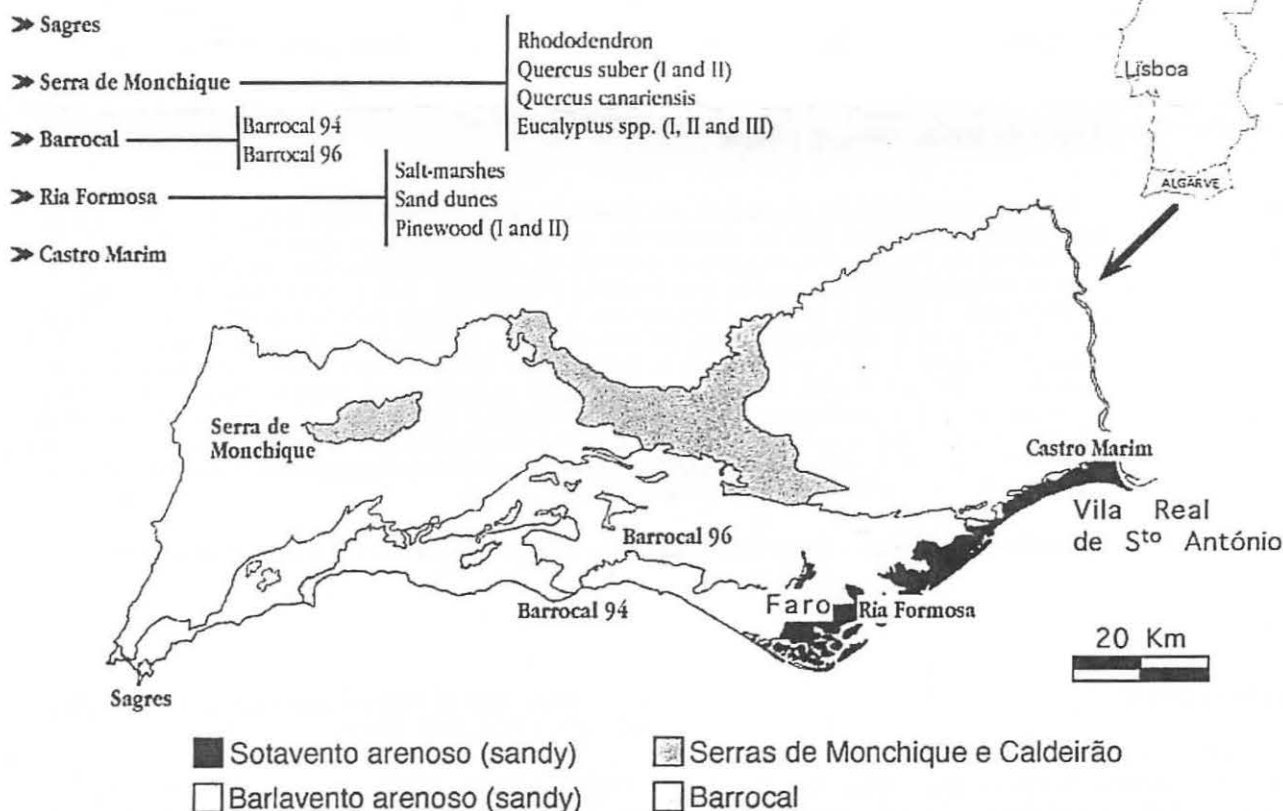 ≫ Sagres
≫ Serra de Monchique
Rhododendron
Quercus suber (I and II)
Quercus canariensis
Eucalyptus spp. (I, II and III)
≫ Barrocal
Barrocal 94
Barrocal 96
≫ Ria Formosa
Salt-marshes
Sand dunes
Pinewood (I and II)
≫ Castro Marim
Lisboa
ALGARVE
Serra de
Monchique
Castro Marim
Vila Real
de Sto António
Barrocal 96
Barrocal 94
Faro
Ria Formosa
Sagres
20 Km
Sotavento arenoso (sandy)
Serras de Monchique e Caldeirão
Barlavento arenoso (sandy)
Barrocal